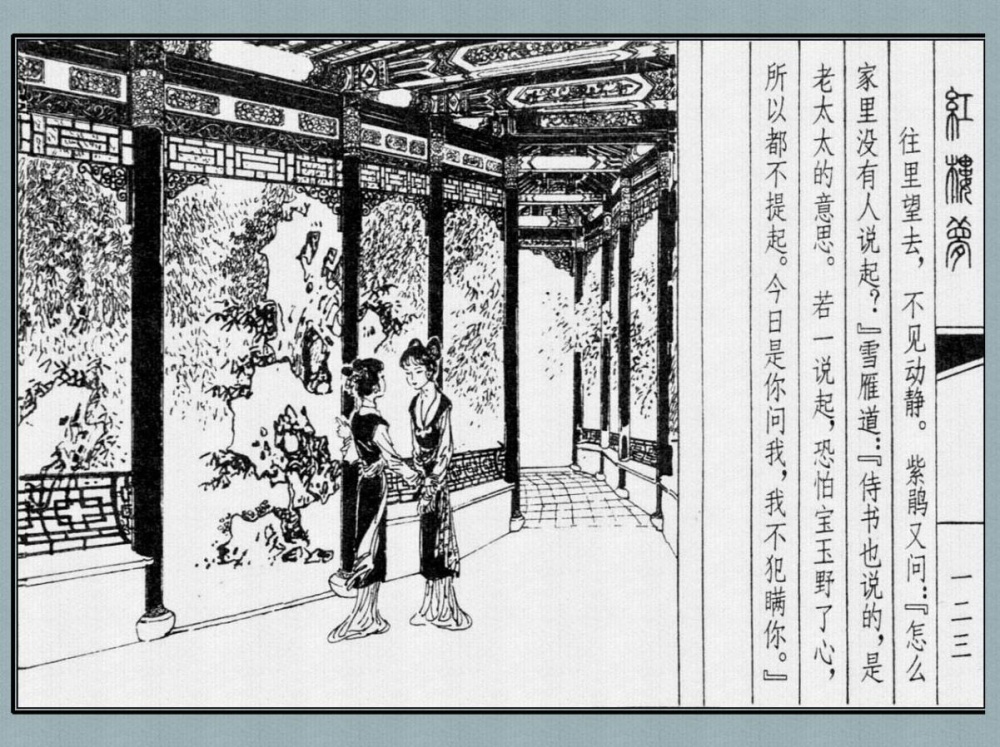 紅樓夢
一二三
往里望去，不见动静。紫鹃又问：『怎么
家里没有人说起？』雪雁道：『侍书也说的，是
老太太的意思。若一说起，恐怕宝玉野了心，
所以都不提起。今日是你问我，我不犯瞒你。』